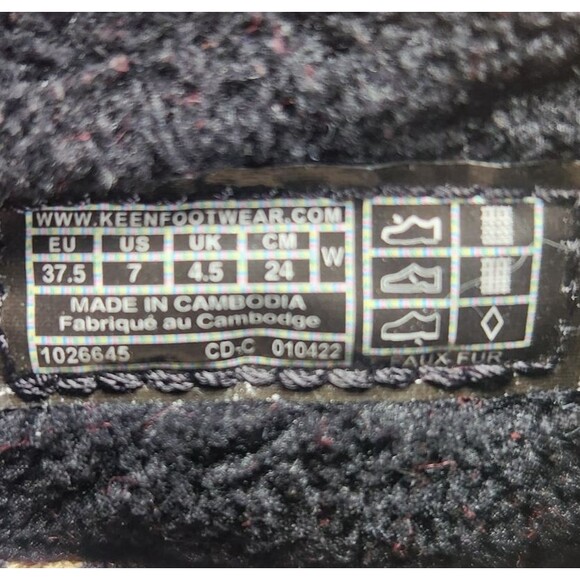 WWW.KEENFOOTWEAR.COM
EU US UK CM W
37.5 7 4.5 24
MADE IN CAMBODIA
Fabriqué au Cambodge
1026645 CD-C 010422
FAUX FUR